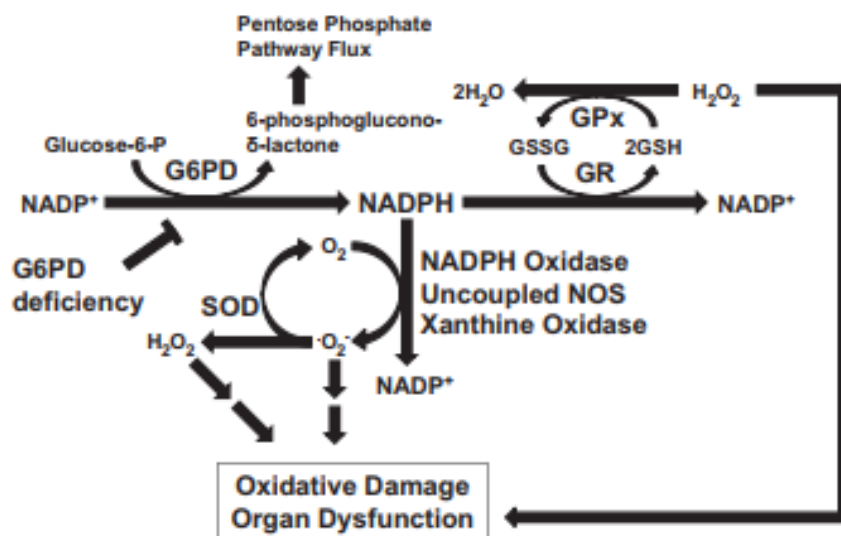 Pentose Phosphate
Pathway Flux
2H₂O
H₂O₂
GPx
Glucose-6-P
6-phosphoglucono-
δ-lactone
GSSG
2GSH
G6PD
GR
NADP⁺
NADPH
NADP⁺
G6PD
deficiency
O₂
NADPH Oxidase
Uncoupled NOS
Xanthine Oxidase
SOD
H₂O₂
·O₂⁻
NADP⁺
Oxidative Damage
Organ Dysfunction